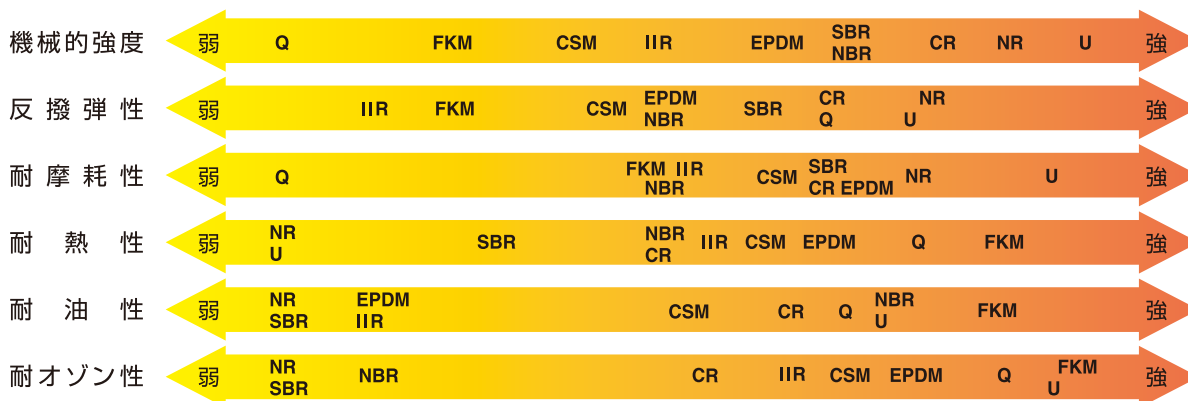 機械的強度 弱 Q FKM CSM IIR EPDM SBR NBR CR NR U 強
反撥弾性 弱 IIR FKM CSM EPDM NBR SBR CR Q NR U 強
耐摩耗性 弱 Q FKM IIR NBR CSM SBR CR EPDM NR U 強
耐熱性 弱 NR U SBR NBR CR IIR CSM EPDM Q FKM 強
耐油性 弱 NR SBR EPDM IIR CSM CR Q NBR U FKM 強
耐オゾン性 弱 NR SBR NBR CR IIR CSM EPDM Q FKM U 強